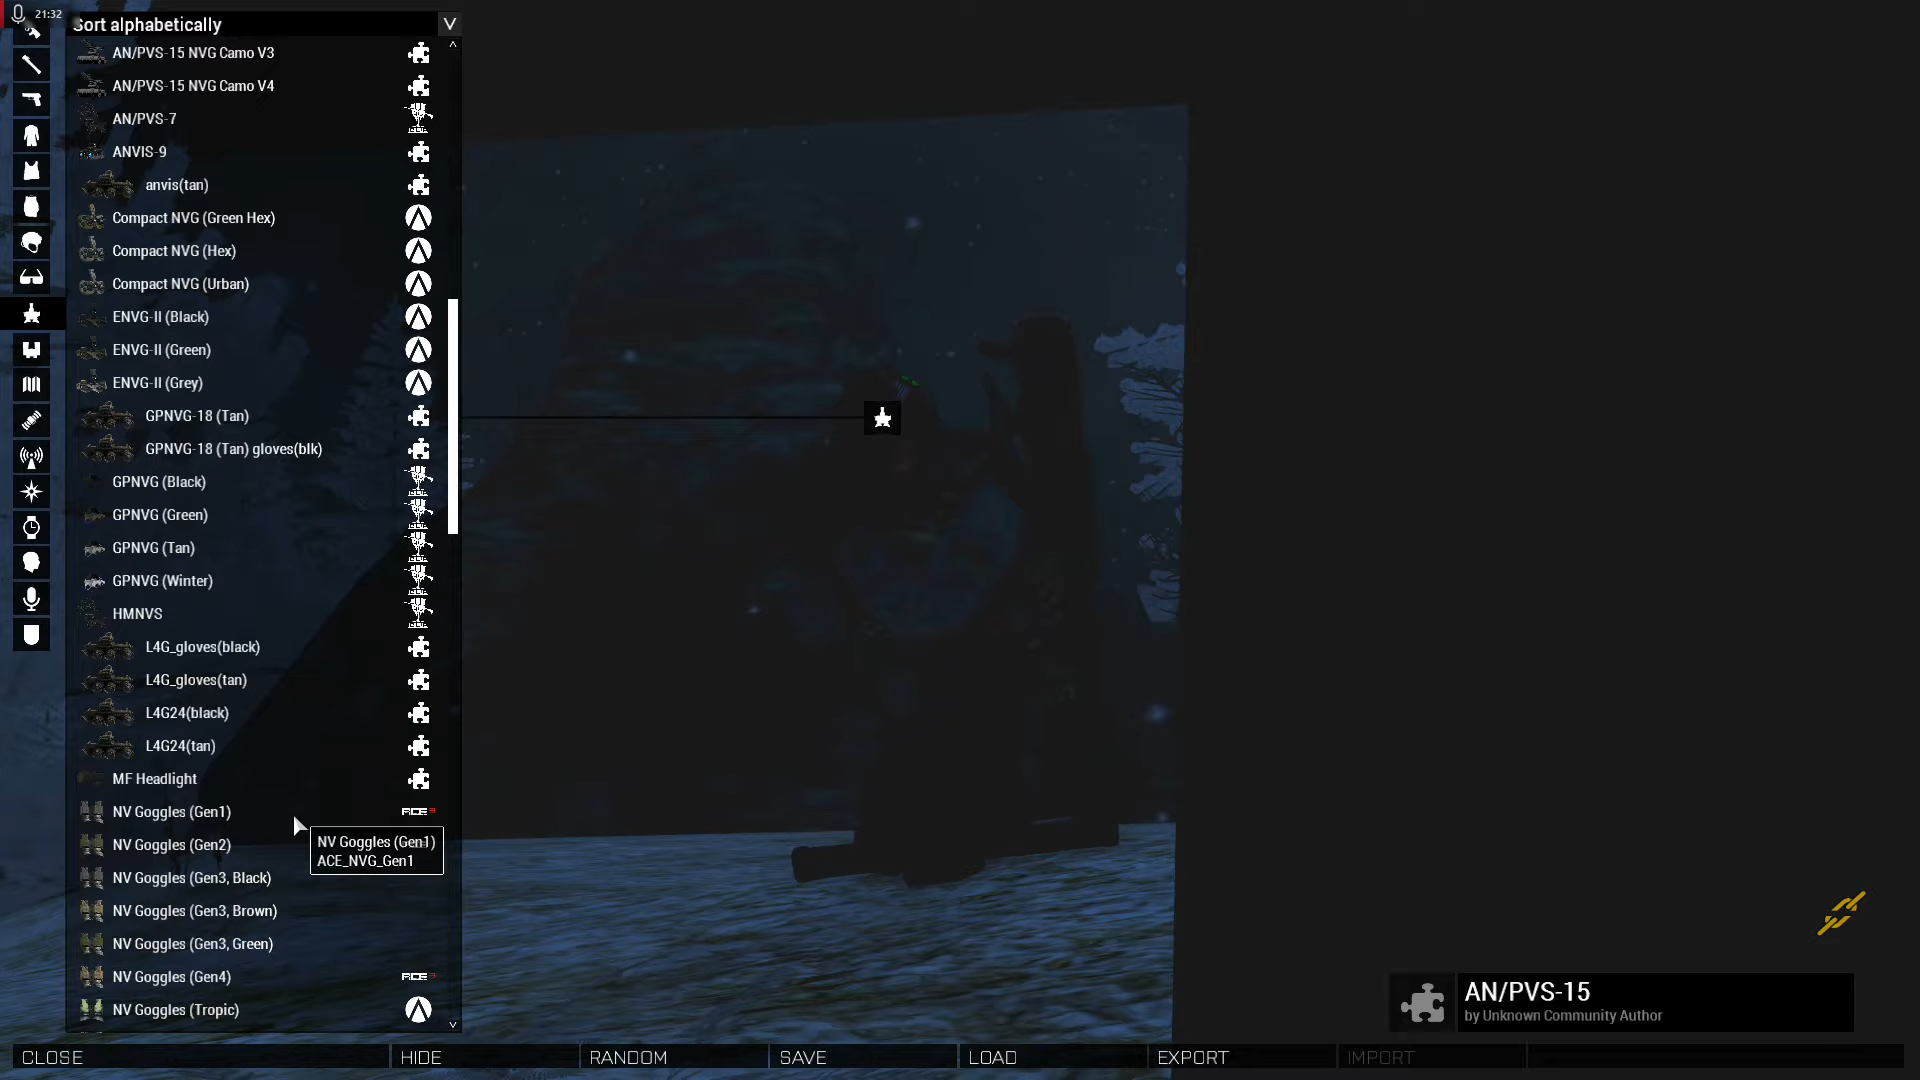 21:32
Sort alphabetically
AN/PVS-15 NVG Camo V3
AN/PVS-15 NVG Camo V4
AN/PVS-7
ANVIS-9
anvis(tan)
Compact NVG (Green Hex)
Compact NVG (Hex)
Compact NVG (Urban)
ENVG-II (Black)
ENVG-II (Green)
ENVG-II (Grey)
GPNVG-18 (Tan)
GPNVG-18 (Tan) gloves(blk)
GPNVG (Black)
GPNVG (Green)
GPNVG (Tan)
GPNVG (Winter)
HMNVS
L4G_gloves(black)
L4G_gloves(tan)
L4G24(black)
L4G24(tan)
MF Headlight
NV Goggles (Gen1) ACE3
NV Goggles (Gen1)
ACE_NVG_Gen1
NV Goggles (Gen2)
NV Goggles (Gen3, Black)
NV Goggles (Gen3, Brown)
NV Goggles (Gen3, Green)
NV Goggles (Gen4) ACE3
NV Goggles (Tropic)
AN/PVS-15
by Unknown Community Author
CLOSE HIDE RANDOM SAVE LOAD EXPORT IMPORT